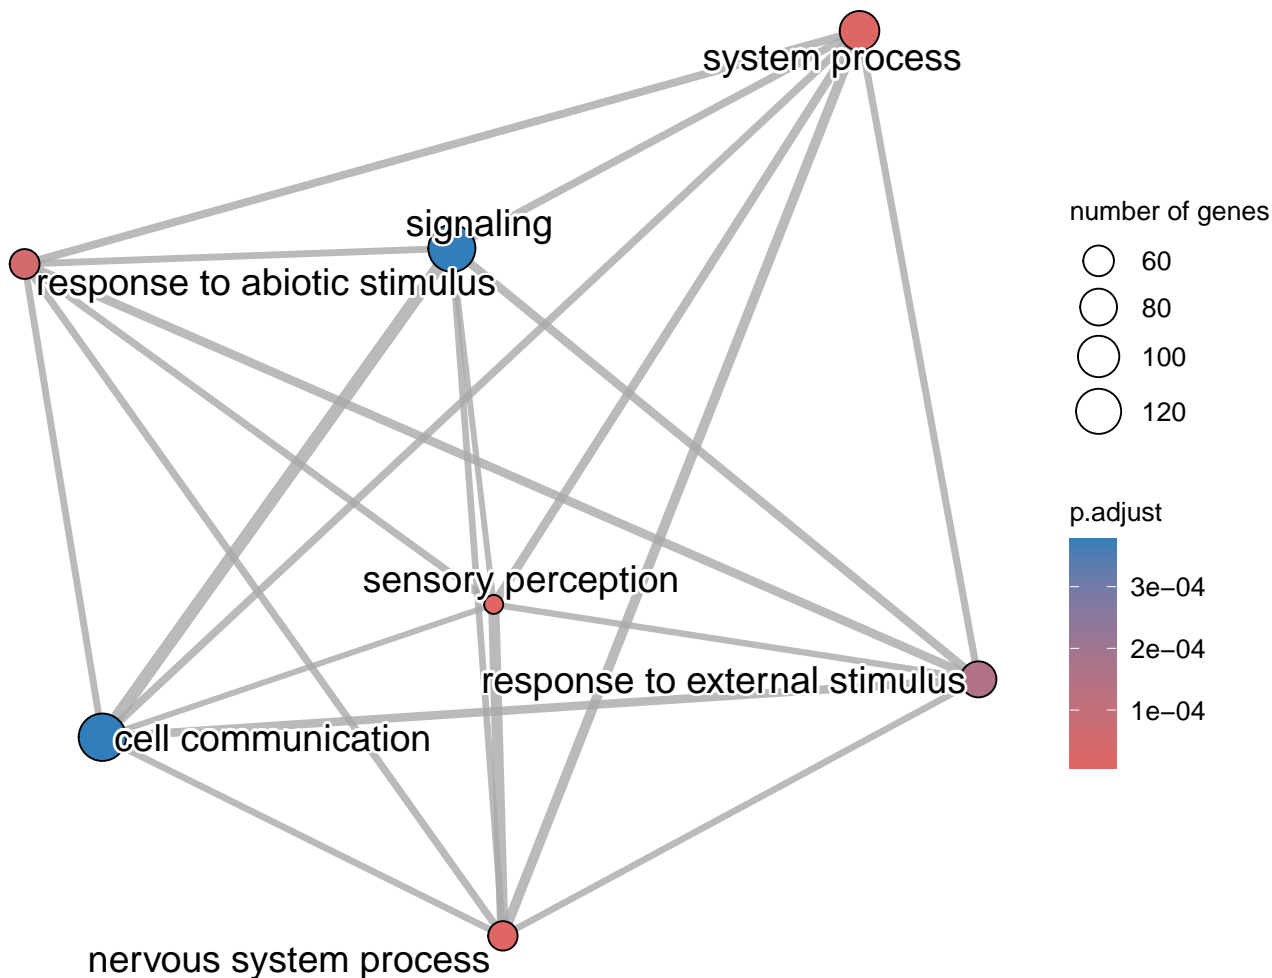 system process
signaling
response to abiotic stimulus
sensory perception
response to external stimulus
cell communication
nervous system process
number of genes
60
80
100
120
p.adjust
3e−04
2e−04
1e−04